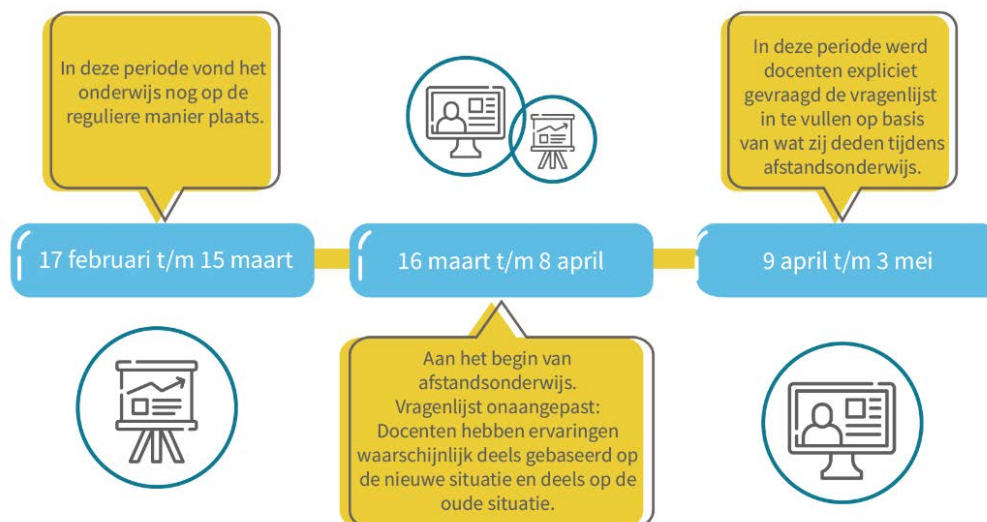 In deze periode vond het
onderwijs nog op de
reguliere manier plaats.
In deze periode werd
docenten expliciet
gevraagd de vragenlijst
in te vullen op basis
van wat zij deden tijdens
afstandsonderwijs.
17 februari t/m 15 maart
16 maart t/m 8 april
9 april t/m 3 mei
Aan het begin van
afstandsonderwijs.
Vragenlijst onaangepast:
Docenten hebben ervaringen
waarschijnlijk deels gebaseerd op
de nieuwe situatie en deels op de
oude situatie.